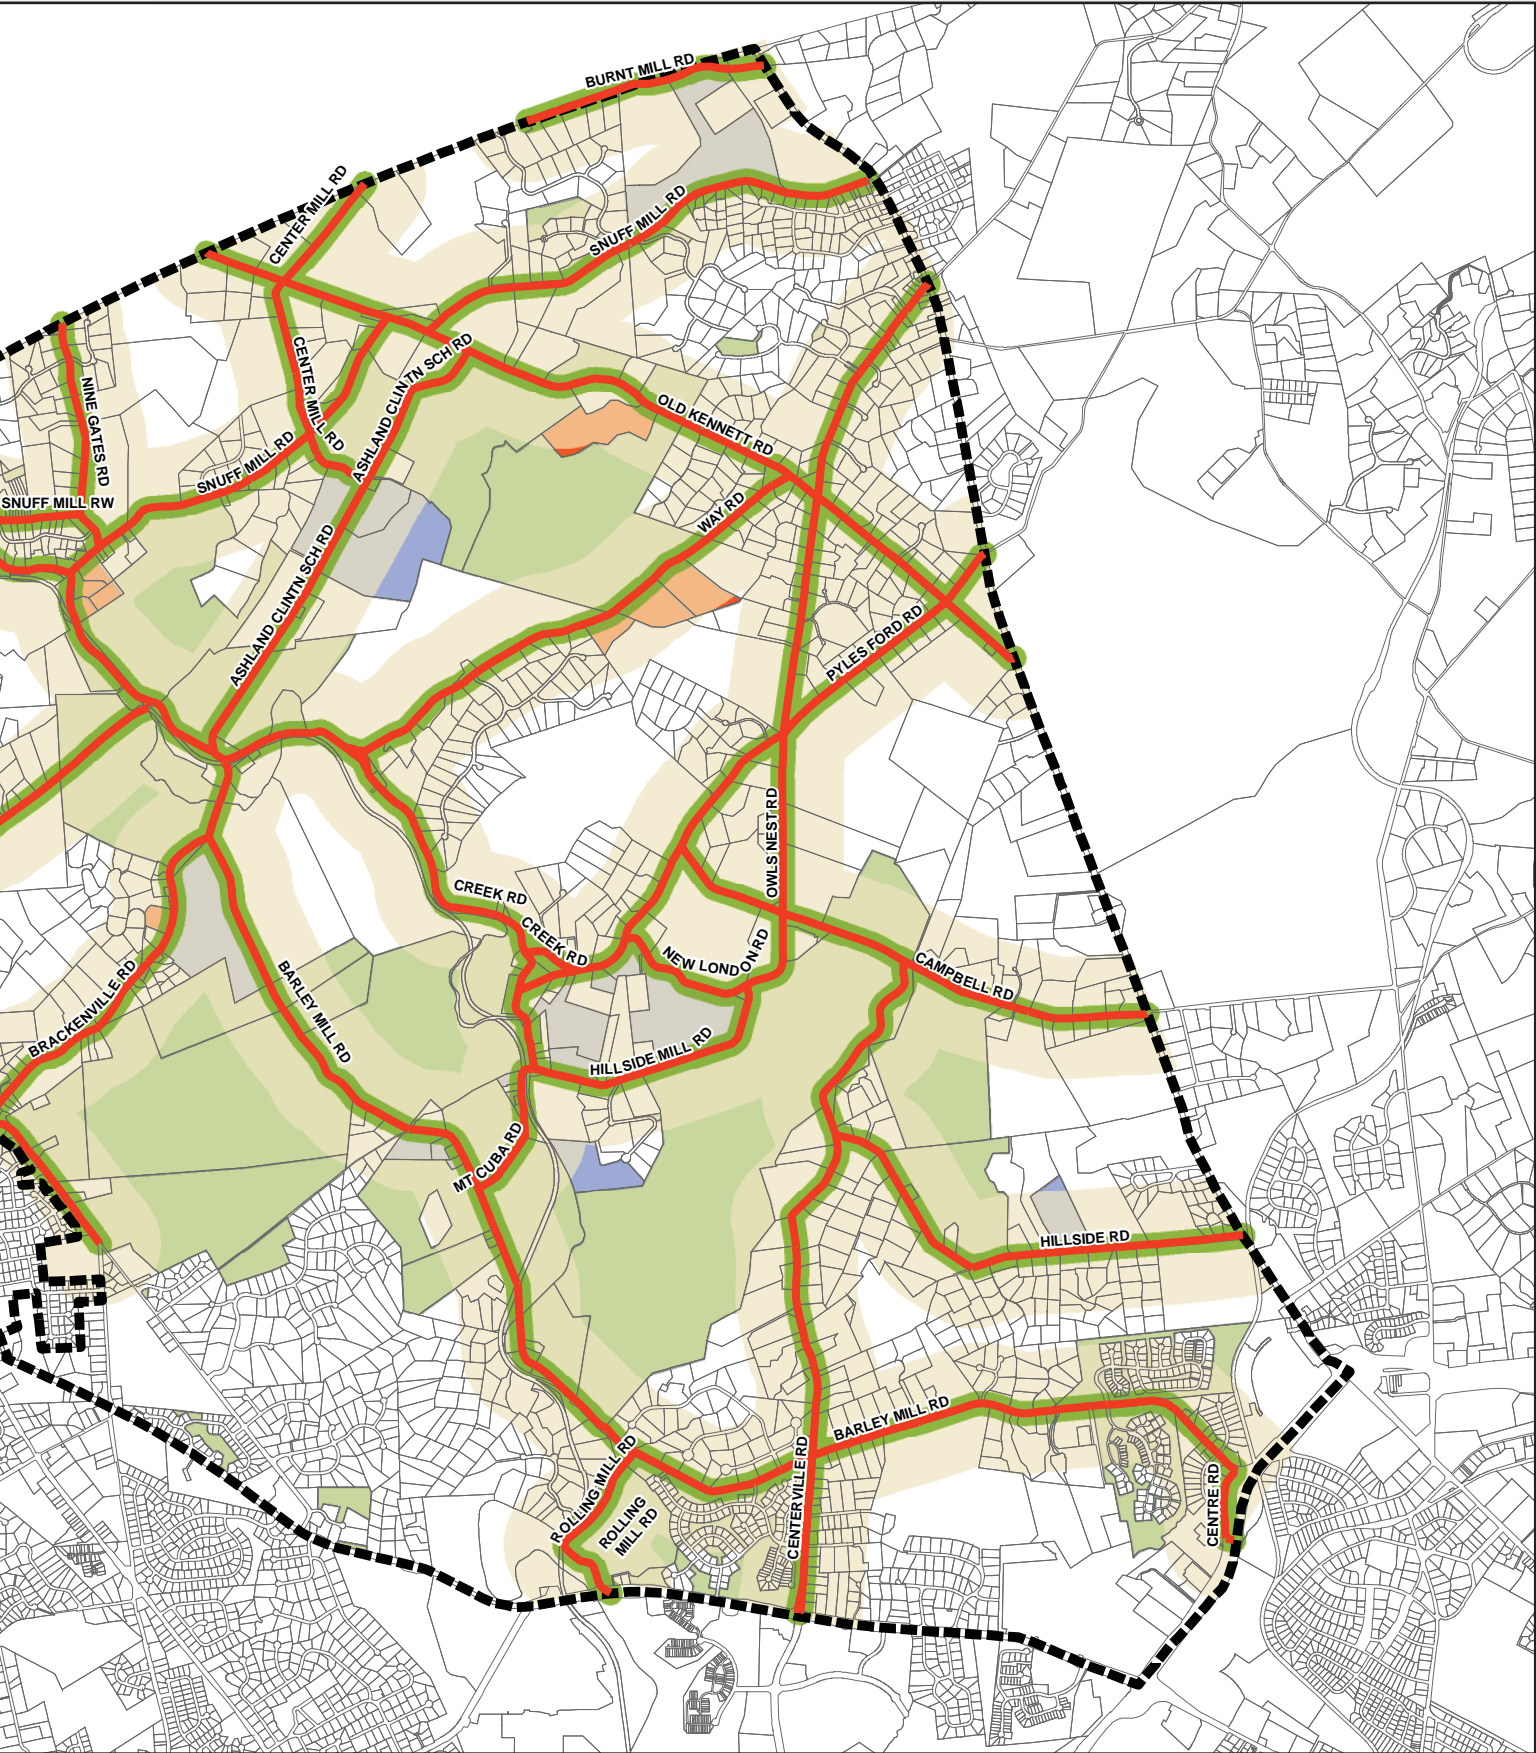 BURNT MILL RD
CENTER MILL RD
SNUFF MILL RD
CENTER MILL RD
ASHLAND CLINTN SCH RD
NINE GATES RD
OLD KENNETT RD
SNUFF MILL RD
SNUFF MILL RW
WAY RD
ASHLAND CLINTN SCH RD
PYLES FORD RD
OWLS NEST RD
CREEK RD
CREEK RD
NEW LONDON RD
CAMPBELL RD
BRACKENVILLE RD
BARLEY MILL RD
HILLSIDE MILL RD
MT CUBA RD
HILLSIDE RD
BARLEY MILL RD
ROLLING MILL RD
ROLLING
MILL RD
CENTERVILLE RD
CENTRE RD